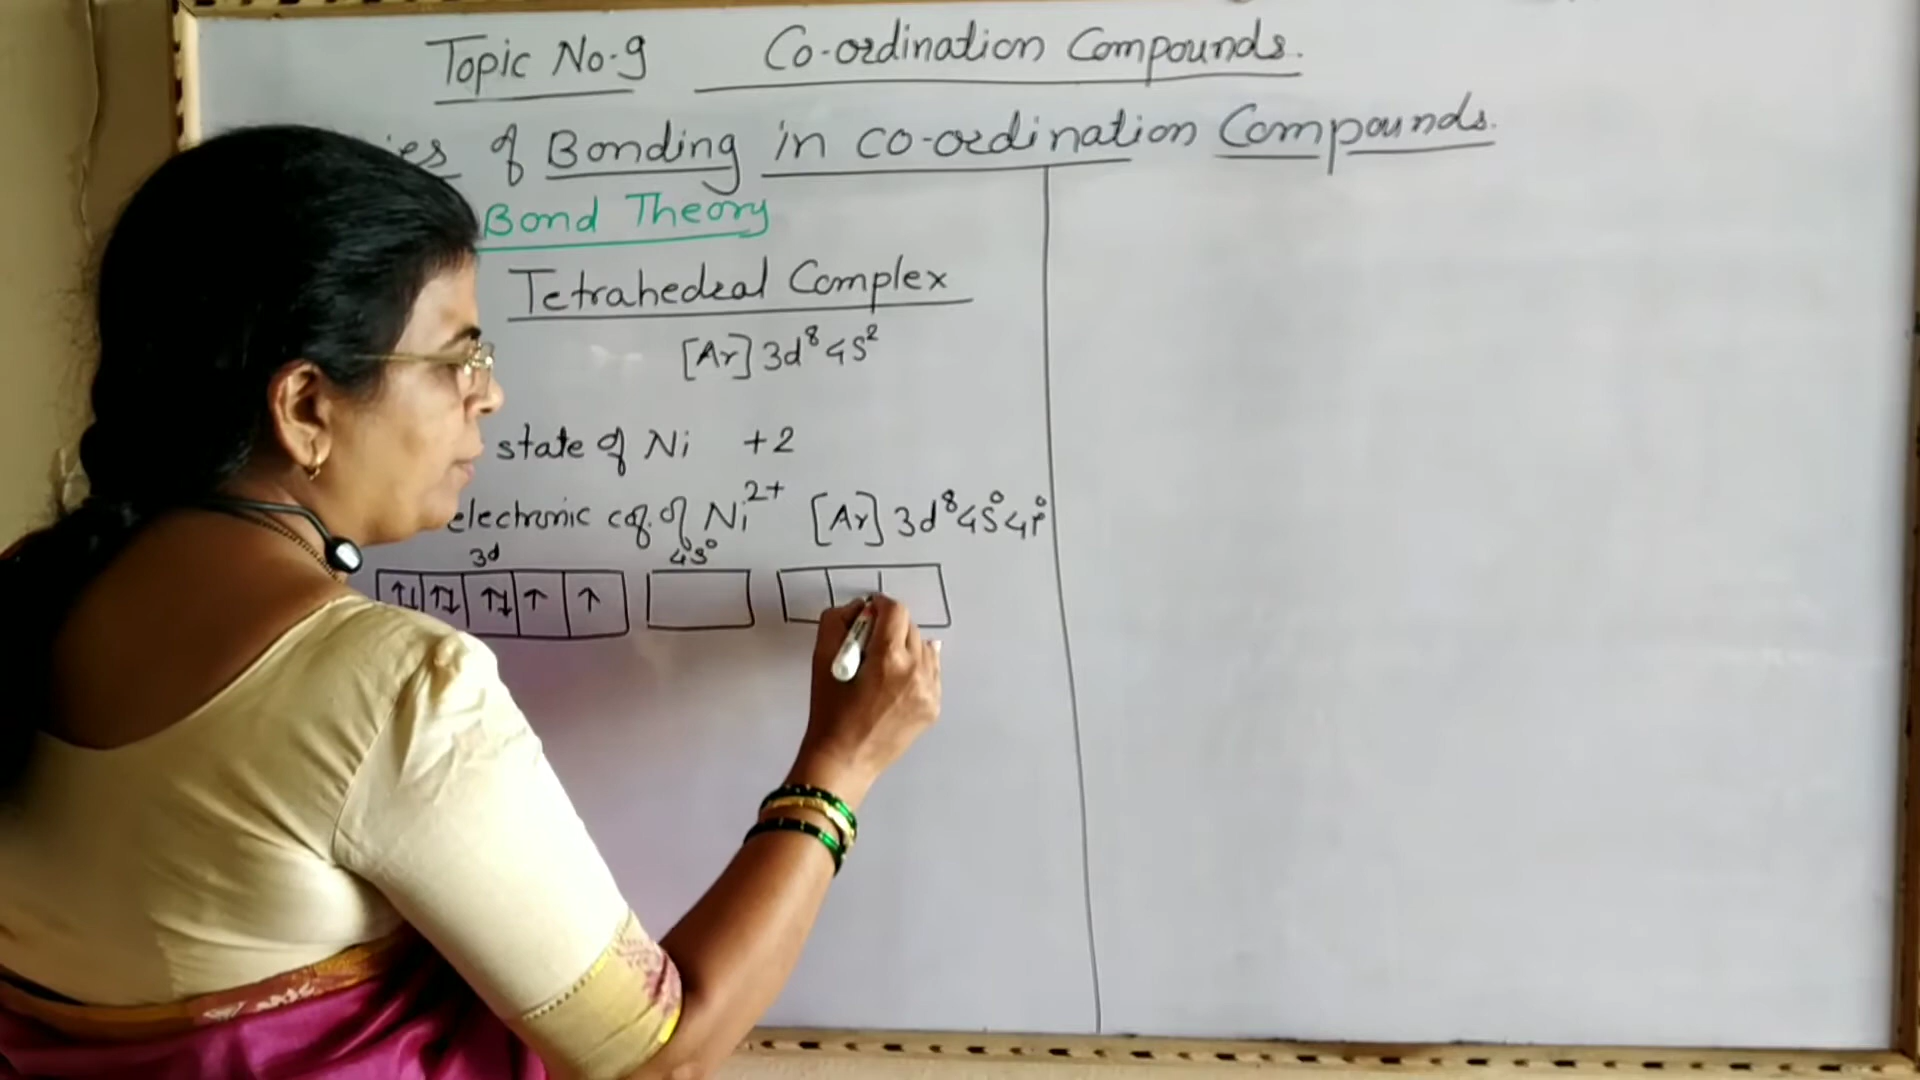 Topic No.9 Co-ordination Compounds.
of Bonding in co-ordination Compounds.
Bond Theory
Tetrahedral Complex
[Ar] 3d⁸ 4s²
state of Ni +2
electronic cof. of Ni²⁺ [Ar] 3d⁸ 4s⁰ 4p⁰
3d 4s⁰
↑↓ ↑↓ ↑↓ ↑ ↑